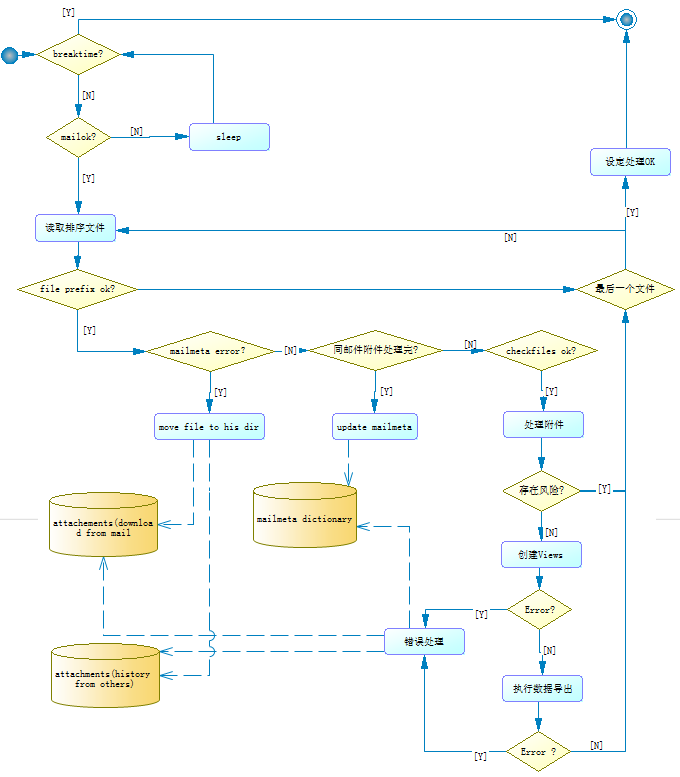 [Y]
breaktime?
[N]
mailok?
[N]
sleep
[Y]
设定处理OK
[Y]
读取排序文件
[N]
file prefix ok?
最后一个文件
[Y]
mailmeta error?
[N]
同邮件附件处理完?
[N]
checkfiles ok?
[Y]
[Y]
[Y]
move file to his dir
update mailmeta
处理附件
存在风险?
[Y]
attachements(downloa
d from mail
mailmeta dictionary
[N]
创建Views
Error?
[Y]
错误处理
[N]
attachments(history
from others)
执行数据导出
Error ?
[Y]
[N]